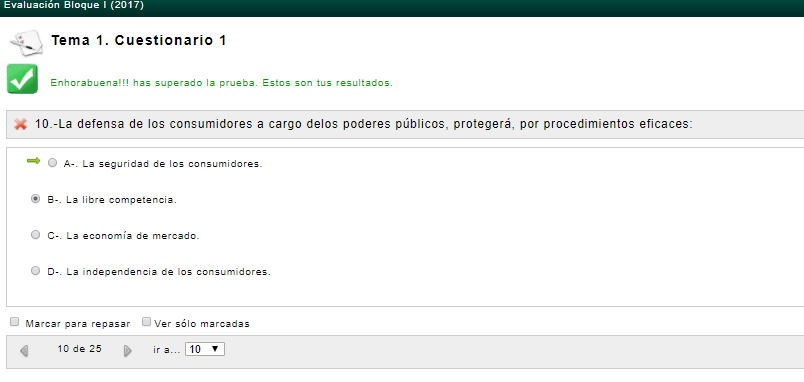 Evaluación Bloque I (2017)
Tema 1. Cuestionario 1
Enhorabuena!!! has superado la prueba. Estos son tus resultados.
10.-La defensa de los consumidores a cargo delos poderes públicos, protegerá, por procedimientos eficaces:
A-. La seguridad de los consumidores.
B-. La libre competencia.
C-. La economía de mercado.
D-. La independencia de los consumidores.
Marcar para repasar Ver sólo marcadas
10 de 25 ir a... 10